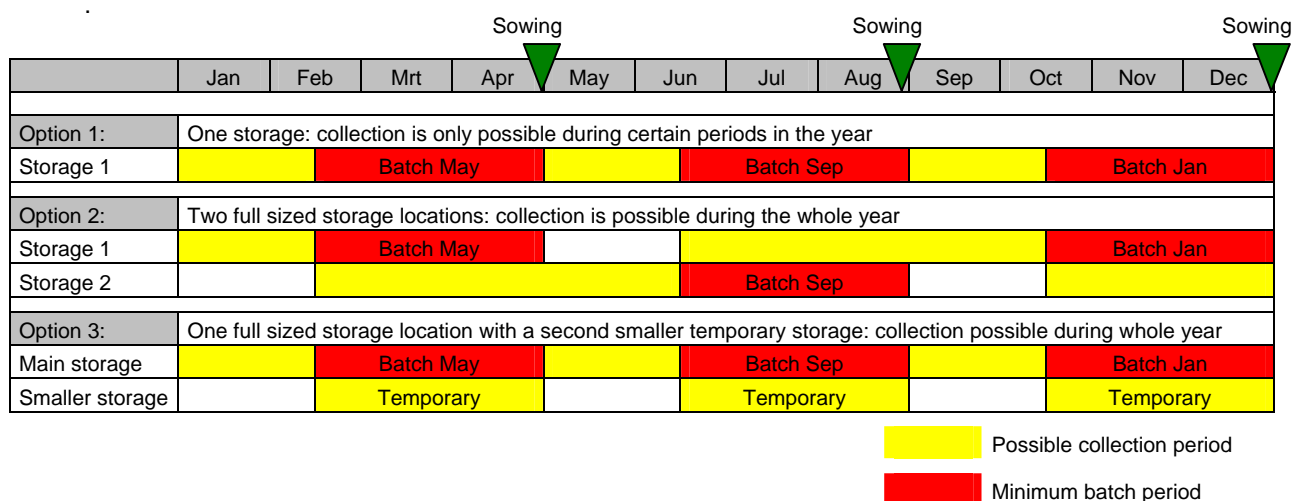 .
Sowing Sowing Sowing
Jan Feb Mrt Apr May Jun Jul Aug Sep Oct Nov Dec
Option 1: One storage: collection is only possible during certain periods in the year
Storage 1 Batch May Batch Sep Batch Jan
Option 2: Two full sized storage locations: collection is possible during the whole year
Storage 1 Batch May Batch Jan
Storage 2 Batch Sep
Option 3: One full sized storage location with a second smaller temporary storage: collection possible during whole year
Main storage Batch May Batch Sep Batch Jan
Smaller storage Temporary Temporary Temporary
Possible collection period
Minimum batch period